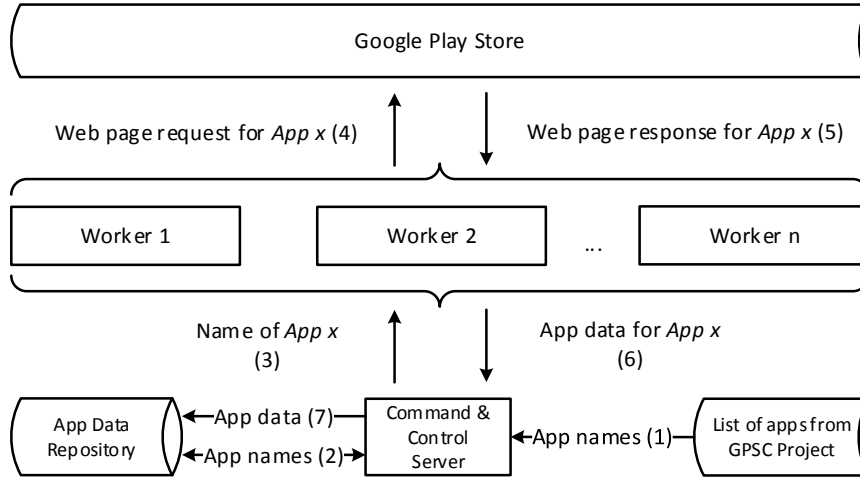 Google Play Store
Web page request for App x (4)
Web page response for App x (5)
Worker 1
Worker 2
...
Worker n
Name of App x
(3)
App data for App x
(6)
App Data
Repository
App data (7)
App names (2)
Command &
Control
Server
App names (1)
List of apps from
GPSC Project